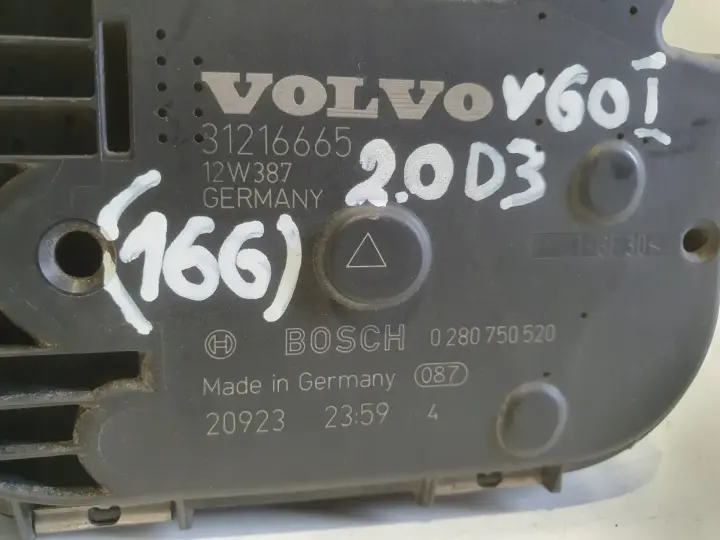 VOLVO V60 I
31216665 2.0 D3
12W387
GERMANY
(166)
BOSCH 0 280 750 520
Made in Germany 087
20923 23:59 4